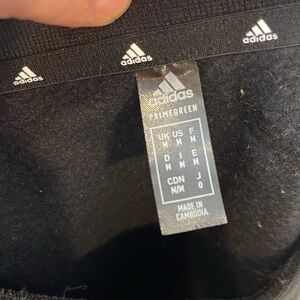 adidas
adidas
adidas
adidas
PRIMEGREEN
UK US F
M M M
D I E
M M M
CDN J
M/M O
MADE IN
CAMBODIA